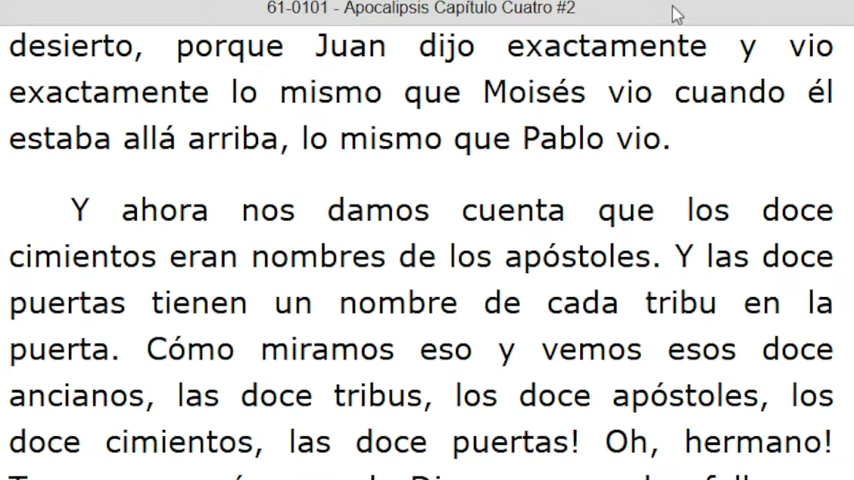 61-0101 - Apocalipsis Capítulo Cuatro #2
desierto, porque Juan dijo exactamente y vio
exactamente lo mismo que Moisés vio cuando él
estaba allá arriba, lo mismo que Pablo vio.
Y ahora nos damos cuenta que los doce
cimientos eran nombres de los apóstoles. Y las doce
puertas tienen un nombre de cada tribu en la
puerta. Cómo miramos eso y vemos esos doce
ancianos, las doce tribus, los doce apóstoles, los
doce cimientos, las doce puertas! Oh, hermano!